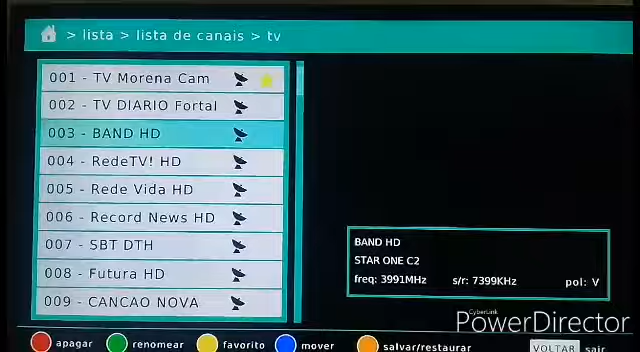 > lista > lista de canais > tv
001 - TV Morena Cam
002 - TV DIARIO Fortal
003 - BAND HD
004 - RedeTV! HD
005 - Rede Vida HD
006 - Record News HD
007 - SBT DTH
008 - Futura HD
009 - CANCAO NOVA
BAND HD
STAR ONE C2
freq: 3991MHz s/r: 7399KHz pol: V
CyberLink
PowerDirector
apagar renomear favorito mover salvar/restaurar VOLTAR sair